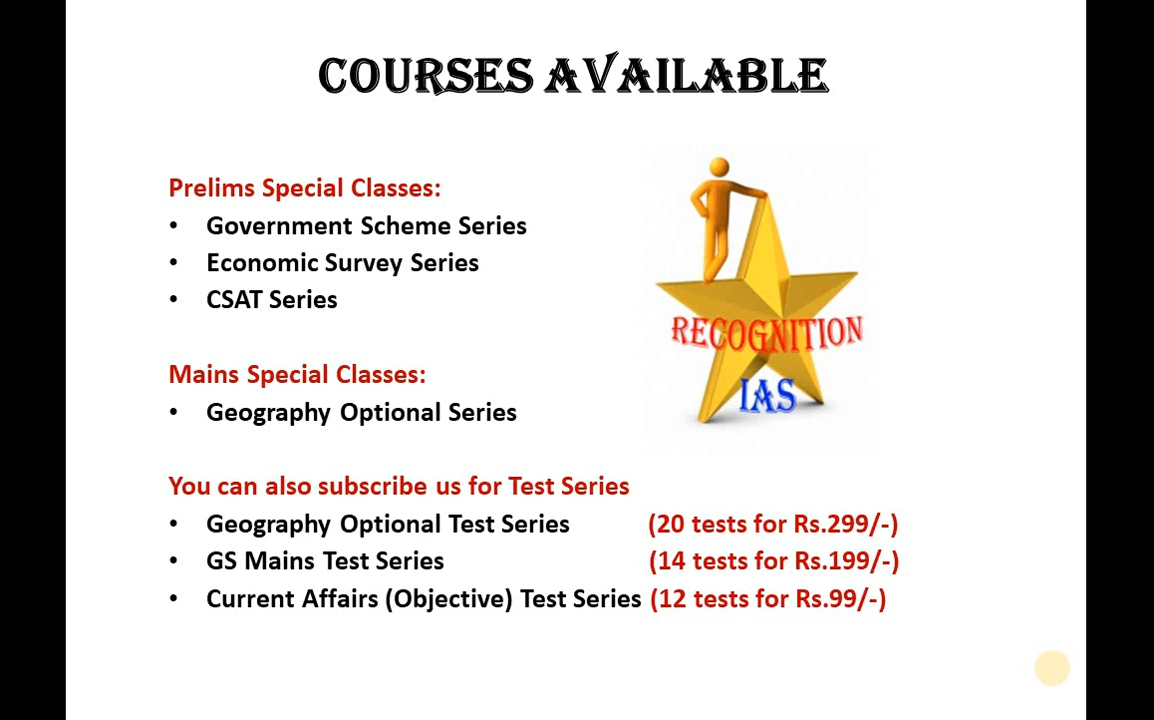 COURSES AVAILABLE
Prelims Special Classes:
• Government Scheme Series
• Economic Survey Series
• CSAT Series
RECOGNITION
IAS
Mains Special Classes:
• Geography Optional Series
You can also subscribe us for Test Series
• Geography Optional Test Series (20 tests for Rs.299/-)
• GS Mains Test Series (14 tests for Rs.199/-)
• Current Affairs (Objective) Test Series (12 tests for Rs.99/-)